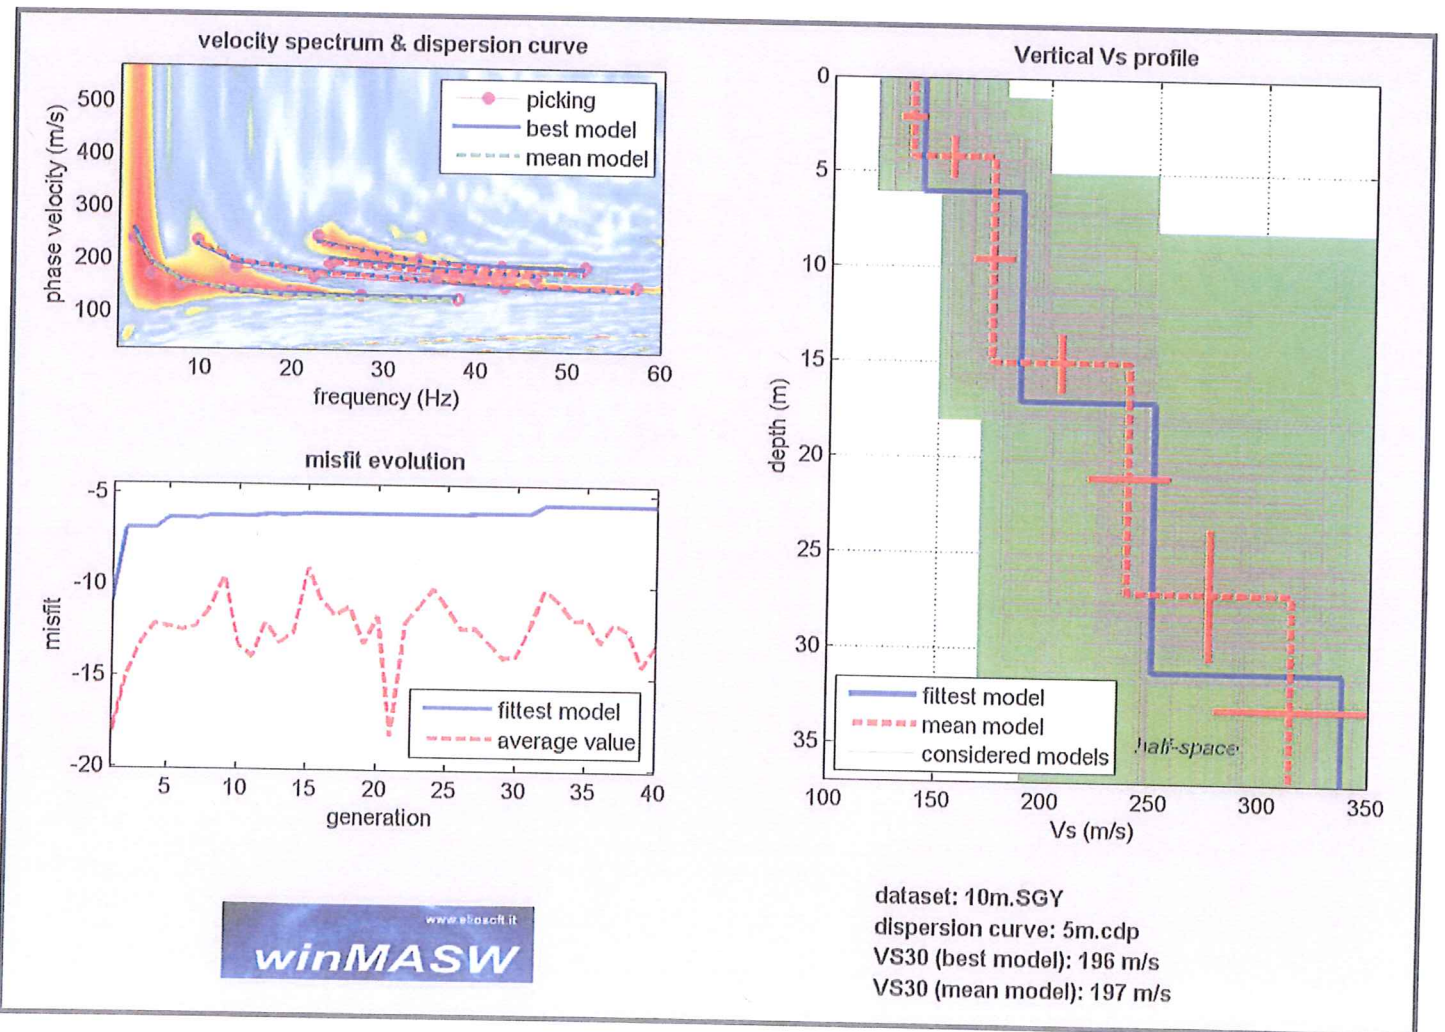 velocity spectrum & dispersion curve
500
400
300
200
100
phase velocity (m/s)
picking
best model
mean model
10 20 30 40 50 60
frequency (Hz)
misfit evolution
-5
-10
-15
-20
misfit
fittest model
average value
5 10 15 20 25 30 35 40
generation
www.eliosoft.it
winMASW
Vertical Vs profile
0
5
10
15
20
25
30
35
depth (m)
fittest model
mean model
considered models
half-space
100 150 200 250 300 350
Vs (m/s)
dataset: 10m.SGY
dispersion curve: 5m.cdp
VS30 (best model): 196 m/s
VS30 (mean model): 197 m/s